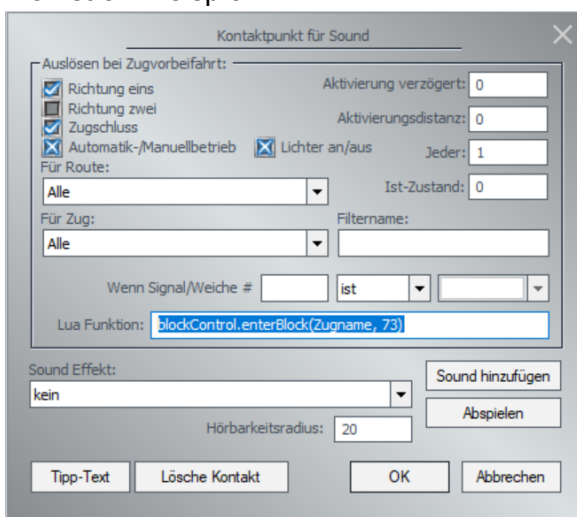 Kontaktpunkt für Sound
Auslösen bei Zugvorbeifahrt:
Richtung eins
Aktivierung verzögert: 0
Richtung zwei
Zugschluss
Aktivierungsdistanz: 0
Automatik-/Manuellbetrieb Lichter an/aus
Jeder: 1
Für Route:
Alle
Ist-Zustand: 0
Für Zug:
Filtername:
Alle
Wenn Signal/Weiche # ist
Lua Funktion: blockControl.enterBlock(Zugname, 73)
Sound Effekt:
Sound hinzufügen
kein
Abspielen
Hörbarkeitsradius: 20
Tipp-Text Lösche Kontakt OK Abbrechen